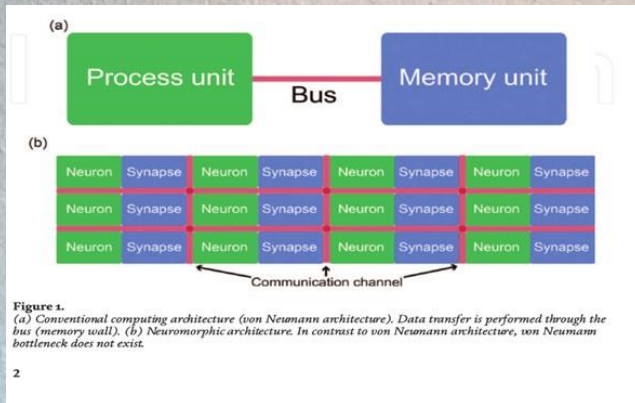 (a)
Process unit
Bus
Memory unit
(b)
Neuron Synapse Neuron Synapse Neuron Synapse Neuron Synapse
Neuron Synapse Neuron Synapse Neuron Synapse Neuron Synapse
Neuron Synapse Neuron Synapse Neuron Synapse Neuron Synapse
Communication channel
Figure 1.
(a) Conventional computing architecture (von Neumann architecture). Data transfer is performed through the
bus (memory wall). (b) Neuromorphic architecture. In contrast to von Neumann architecture, von Neumann
bottleneck does not exist.
2